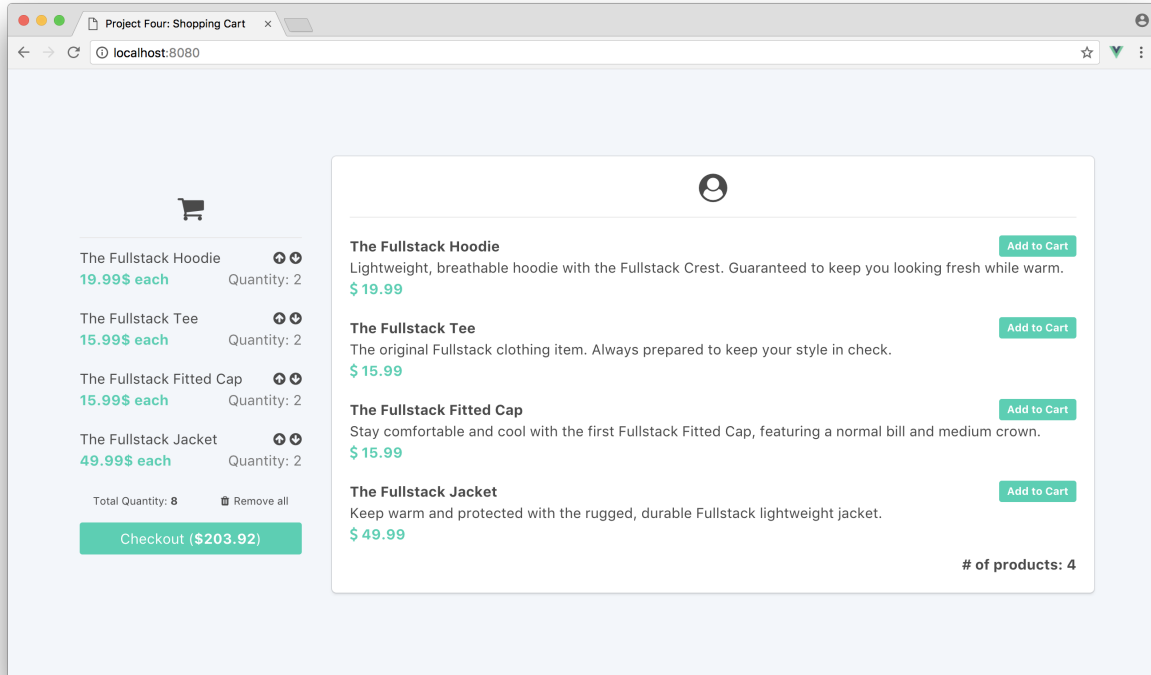 Project Four: Shopping Cart
localhost:8080
The Fullstack Hoodie
19.99$ each Quantity: 2
The Fullstack Tee
15.99$ each Quantity: 2
The Fullstack Fitted Cap
15.99$ each Quantity: 2
The Fullstack Jacket
49.99$ each Quantity: 2
Total Quantity: 8 Remove all
Checkout ($203.92)
The Fullstack Hoodie Add to Cart
Lightweight, breathable hoodie with the Fullstack Crest. Guaranteed to keep you looking fresh while warm.
$ 19.99
The Fullstack Tee Add to Cart
The original Fullstack clothing item. Always prepared to keep your style in check.
$ 15.99
The Fullstack Fitted Cap Add to Cart
Stay comfortable and cool with the first Fullstack Fitted Cap, featuring a normal bill and medium crown.
$ 15.99
The Fullstack Jacket Add to Cart
Keep warm and protected with the rugged, durable Fullstack lightweight jacket.
$ 49.99
# of products: 4